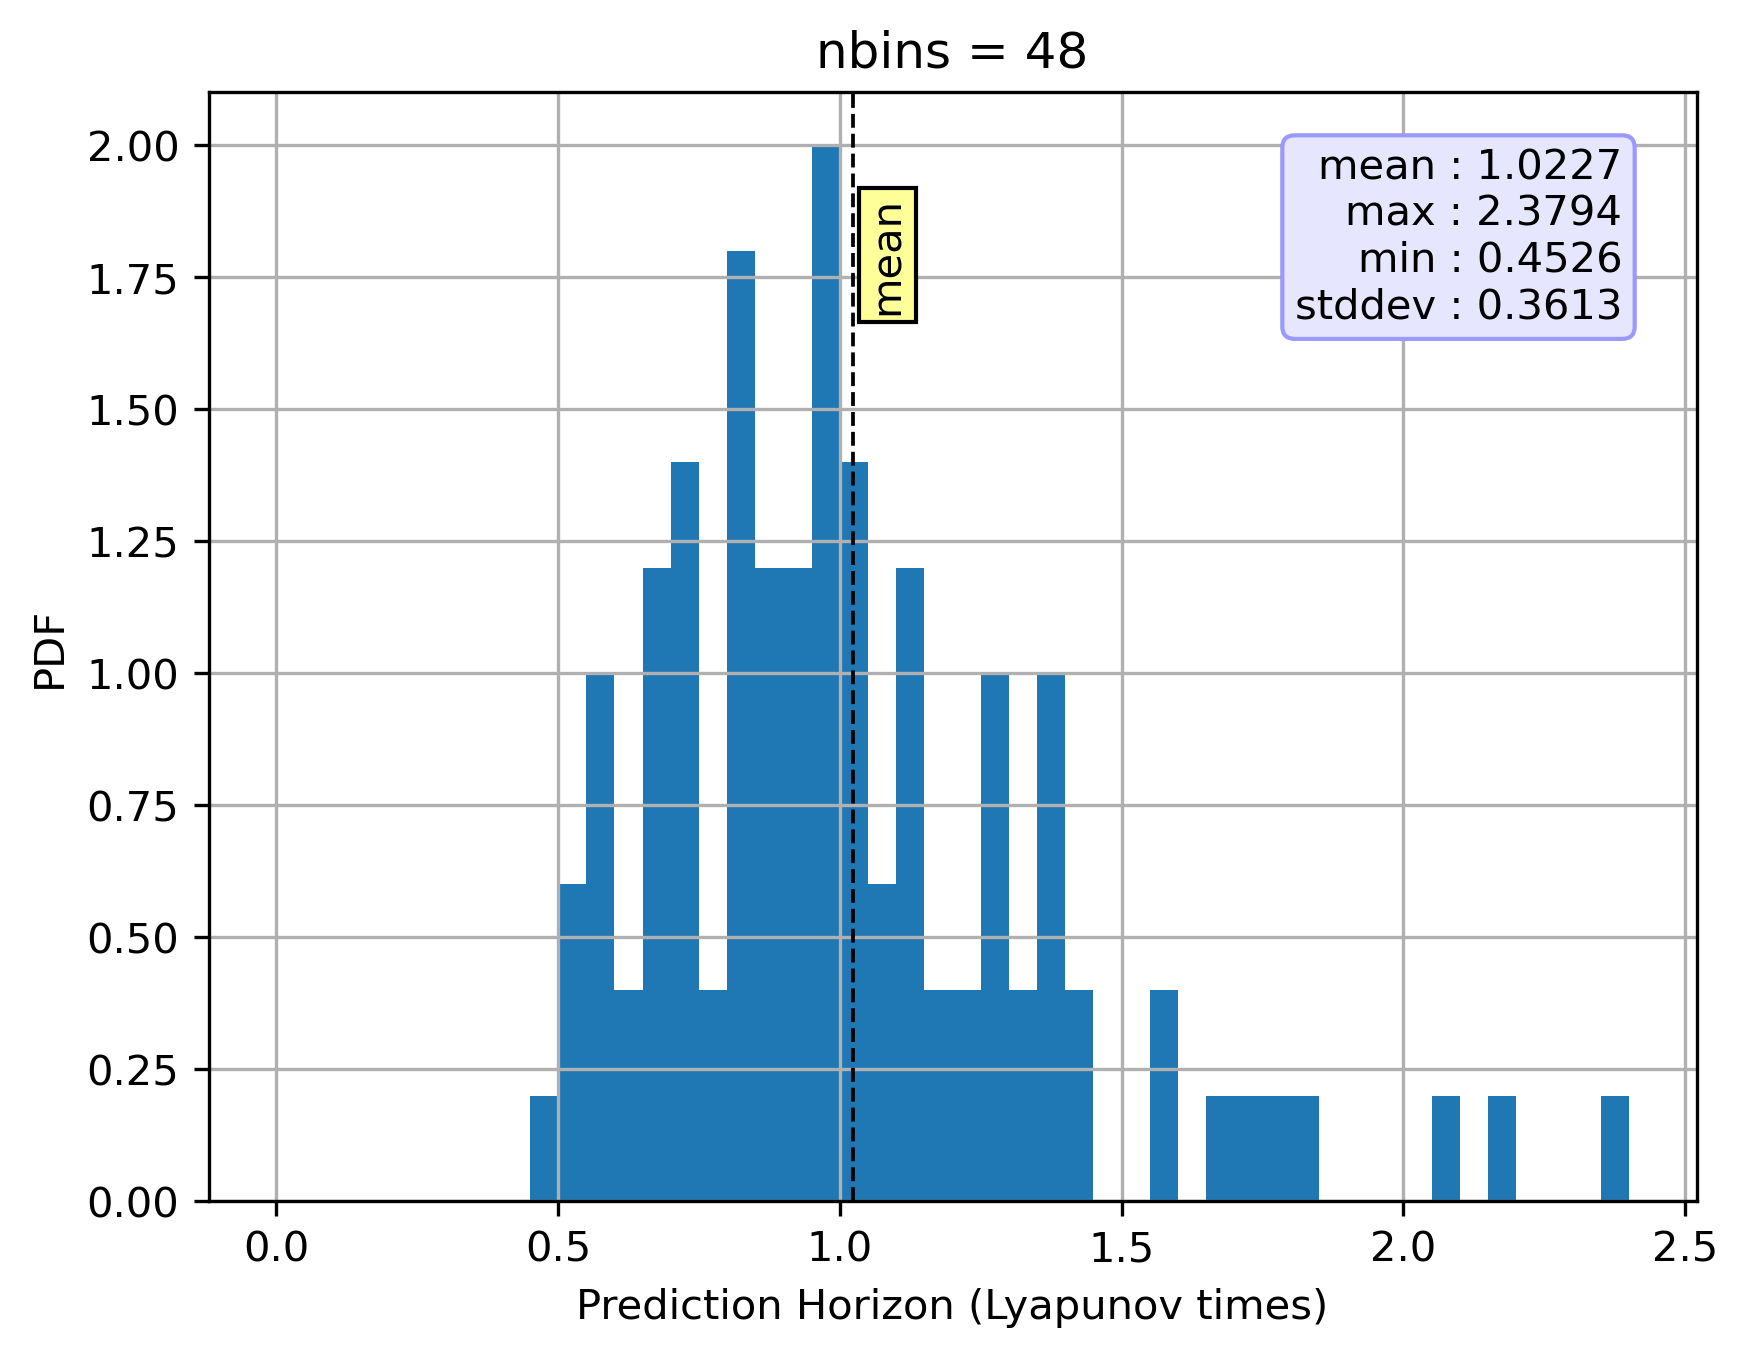 nbins = 48
2.00
1.75
1.50
1.25
1.00
0.75
0.50
0.25
0.00
PDF
mean
mean : 1.0227
max : 2.3794
min : 0.4526
stddev : 0.3613
0.0
0.5
1.0
1.5
2.0
2.5
Prediction Horizon (Lyapunov times)